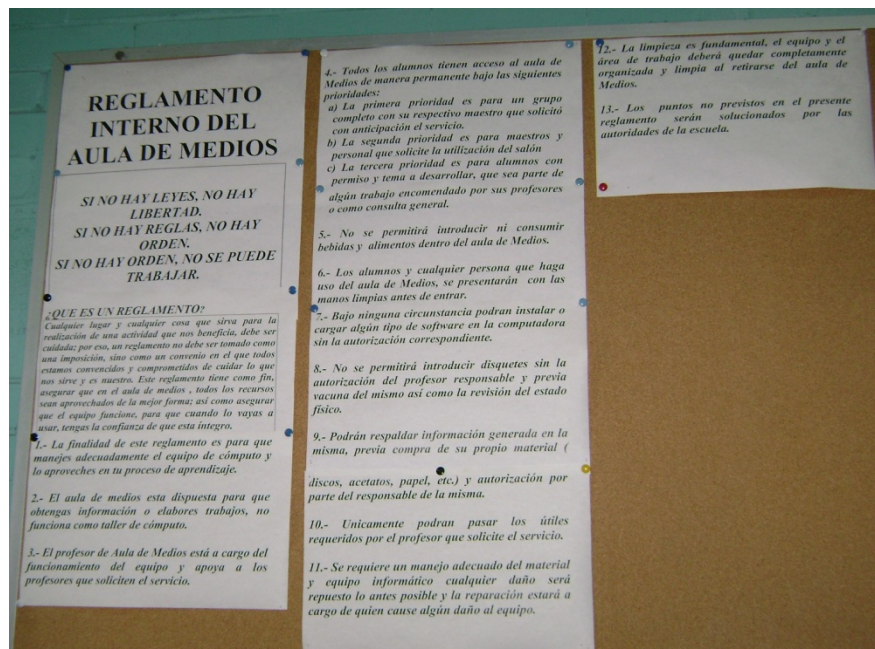 REGLAMENTO
INTERNO DEL
AULA DE MEDIOS
SI NO HAY LEYES, NO HAY
LIBERTAD.
SI NO HAY REGLAS, NO HAY
ORDEN.
SI NO HAY ORDEN, NO SE PUEDE
TRABAJAR.
¿QUE ES UN REGLAMENTO?
Cualquier lugar y cualquier cosa que sirva para la
realización de una actividad que nos beneficia, debe ser
cuidada; por eso, un reglamento no debe ser tomado como
una imposición, sino como un convenio en el que todos
estamos convencidos y comprometidos de cuidar lo que
nos sirve y es nuestro. Este reglamento tiene como fin,
asegurar que en el aula de medios , todos los recursos
sean aprovechados de la mejor forma; así como asegurar
que el equipo funcione, para que cuando lo vayas a
usar, tengas la confianza de que esta integro.
1.- La finalidad de este reglamento es para que
manejes adecuadamente el equipo de cómputo y
lo aproveches en tu proceso de aprendizaje.
2.- El aula de medios esta dispuesta para que
obtengas información o elabores trabajos, no
funciona como taller de cómputo.
3.- El profesor de Aula de Medios está a cargo del
funcionamiento del equipo y apoya a los
profesores que soliciten el servicio.
4.- Todos los alumnos tienen acceso al aula de
Medios de manera permanente bajo las siguientes
prioridades:
a) La primera prioridad es para un grupo
completo con su respectivo maestro que solicitó
con anticipación el servicio.
b) La segunda prioridad es para maestros y
personal que solicite la utilización del salón
c) La tercera prioridad es para alumnos con
permiso y tema a desarrollar, que sea parte de
algún trabajo encomendado por sus profesores
o como consulta general.
5.- No se permitirá introducir ni consumir
bebidas y alimentos dentro del aula de Medios.
6.- Los alumnos y cualquier persona que haga
uso del aula de Medios, se presentarán con las
manos limpias antes de entrar.
7.- Bajo ninguna circunstancia podran instalar o
cargar algún tipo de software en la computadora
sin la autorización correspondiente.
8.- No se permitirá introducir disquetes sin la
autorización del profesor responsable y previa
vacuna del mismo así como la revisión del estado
físico.
9.- Podrán respaldar información generada en la
misma, previa compra de su propio material (
discos, acetatos, papel, etc.) y autorización por
parte del responsable de la misma.
10.- Unicamente podran pasar los útiles
requeridos por el profesor que solicite el servicio.
11.- Se requiere un manejo adecuado del material
y equipo informático cualquier daño será
repuesto lo antes posible y la reparación estará a
cargo de quien cause algún daño al equipo.
12.- La limpieza es fundamental, el equipo y el
área de trabajo deberá quedar completamente
organizada y limpia al retirarse del aula de
Medios.
13.- Los puntos no previstos en el presente
reglamento serán solucionados por las
autoridades de la escuela.